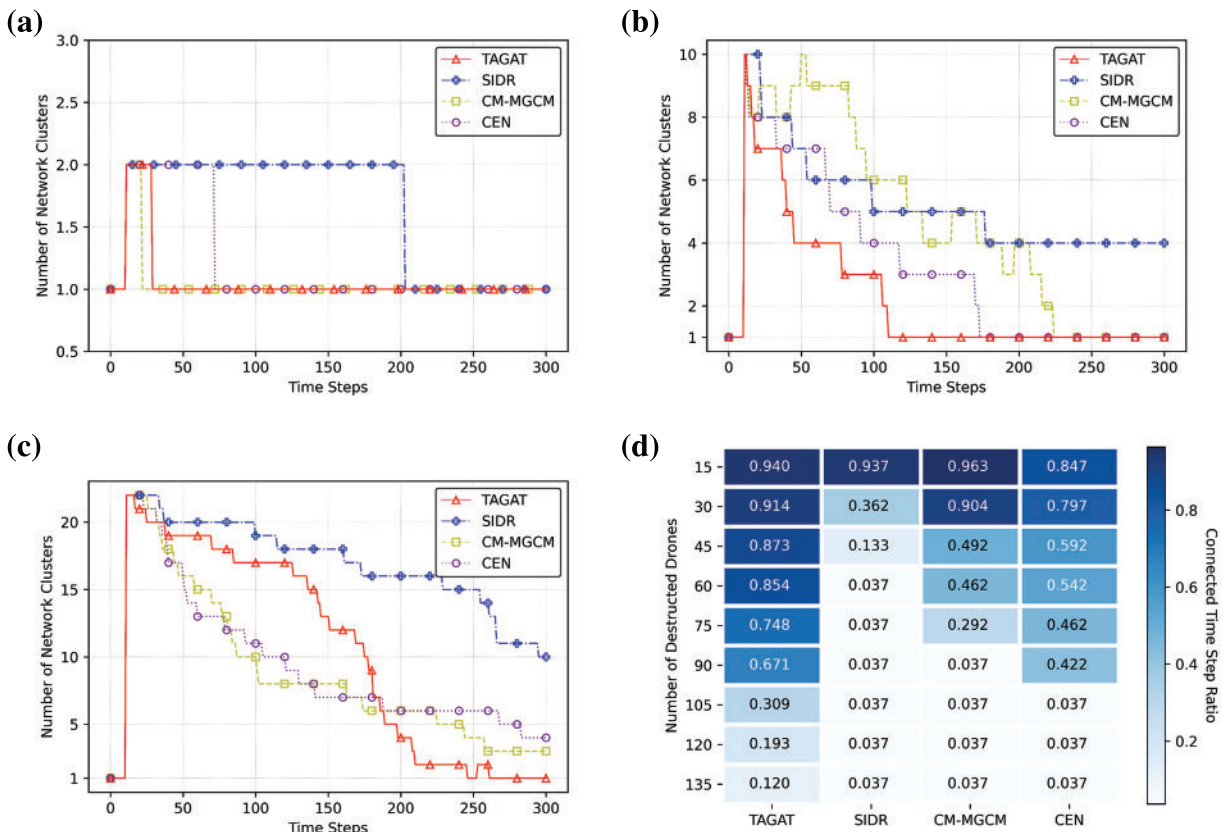 (a)
3.0
2.5
2.0
1.5
1.0
0.5
Number of Network Clusters
TAGAT
SIDR
CM-MGCM
CEN
0 50 100 150 200 250 300
Time Steps
(b)
10
8
6
4
2
1
Number of Network Clusters
TAGAT
SIDR
CM-MGCM
CEN
0 50 100 150 200 250 300
Time Steps
(c)
20
15
10
5
1
Number of Network Clusters
TAGAT
SIDR
CM-MGCM
CEN
0 50 100 150 200 250 300
Time Steps
(d)
Number of Destructed Drones
15 0.940 0.937 0.963 0.847
30 0.914 0.362 0.904 0.797
45 0.873 0.133 0.492 0.592
60 0.854 0.037 0.462 0.542
75 0.748 0.037 0.292 0.462
90 0.671 0.037 0.037 0.422
105 0.309 0.037 0.037 0.037
120 0.193 0.037 0.037 0.037
135 0.120 0.037 0.037 0.037
TAGAT SIDR CM-MGCM CEN
0.8
0.6
0.4
0.2
Connected Time Step Ratio